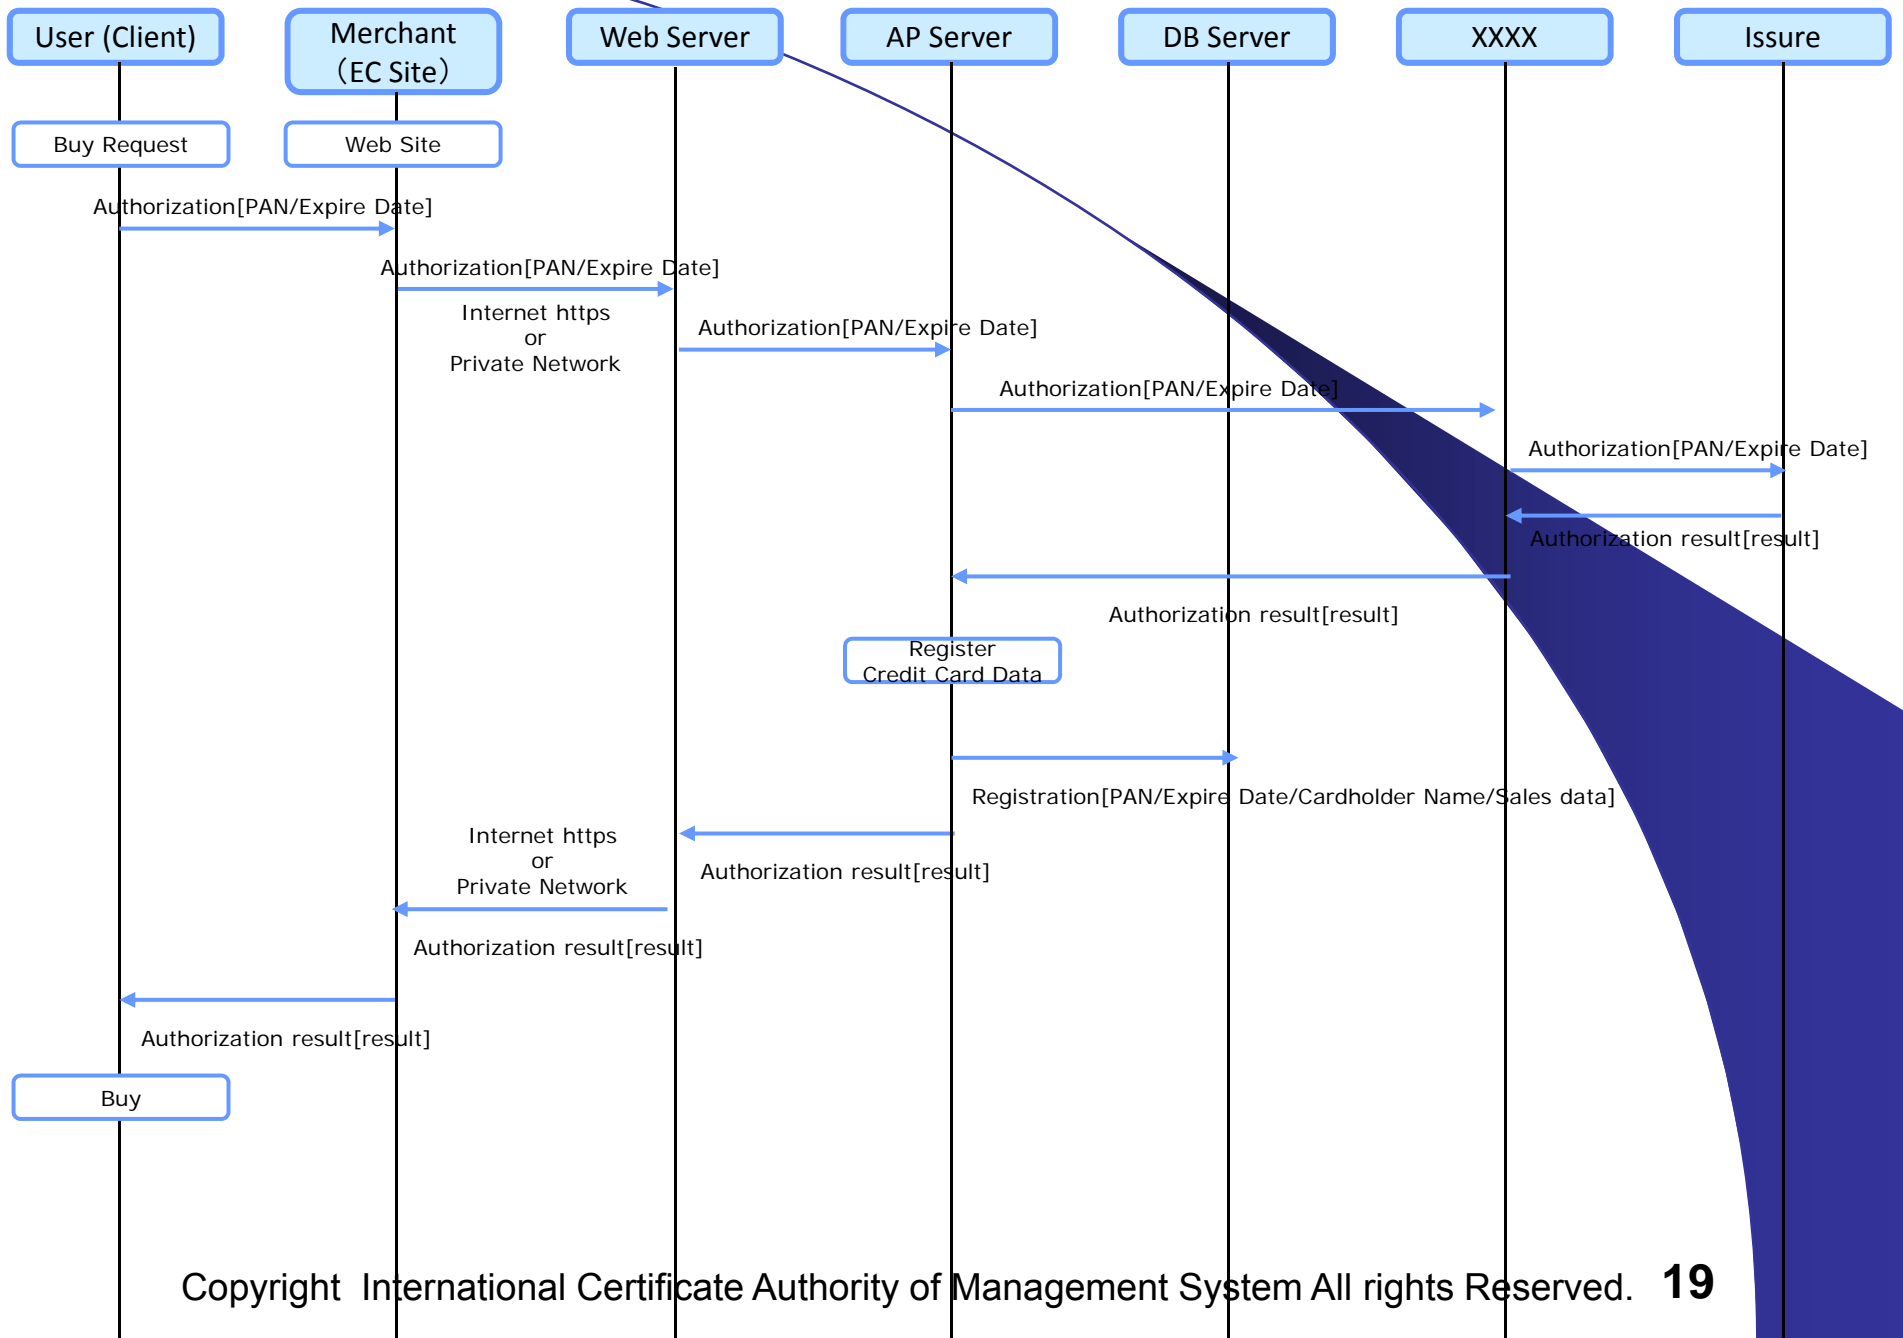 User (Client)
Merchant
（EC Site）
Web Server
AP Server
DB Server
XXXX
Issure
Buy Request
Web Site
Authorization[PAN/Expire Date]
Authorization[PAN/Expire Date]
Internet https
or
Private Network
Authorization[PAN/Expire Date]
Authorization[PAN/Expire Date]
Authorization[PAN/Expire Date]
Authorization result[result]
Authorization result[result]
Register
Credit Card Data
Registration[PAN/Expire Date/Cardholder Name/Sales data]
Internet https
or
Private Network
Authorization result[result]
Authorization result[result]
Authorization result[result]
Buy
Copyright International Certificate Authority of Management System All rights Reserved. 19